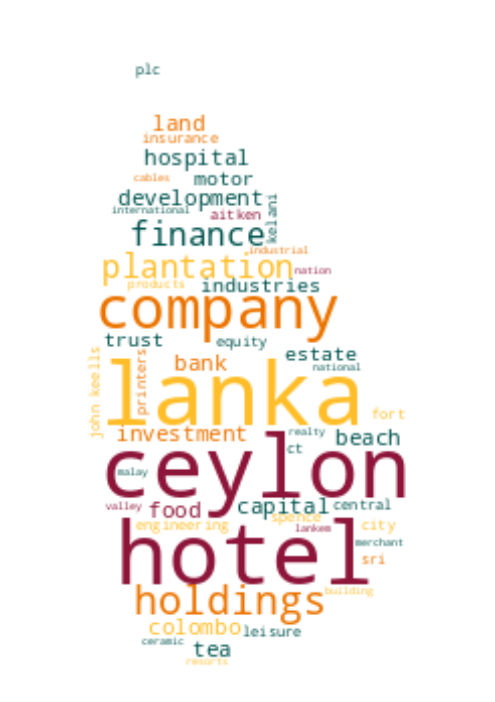 plc
land
insurance
hospital
cables motor
development
international aitken kelani
finance
industrial
plantation nation
products industries
company
trust equity
estate
john keells printers bank national
lanka
fort
investment realty beach
ct
ceylon
malay
valley food capital central
engineering spence city
lankem
hotel merchant
sri
holdings building
colombo leisure
ceramic tea
resorts